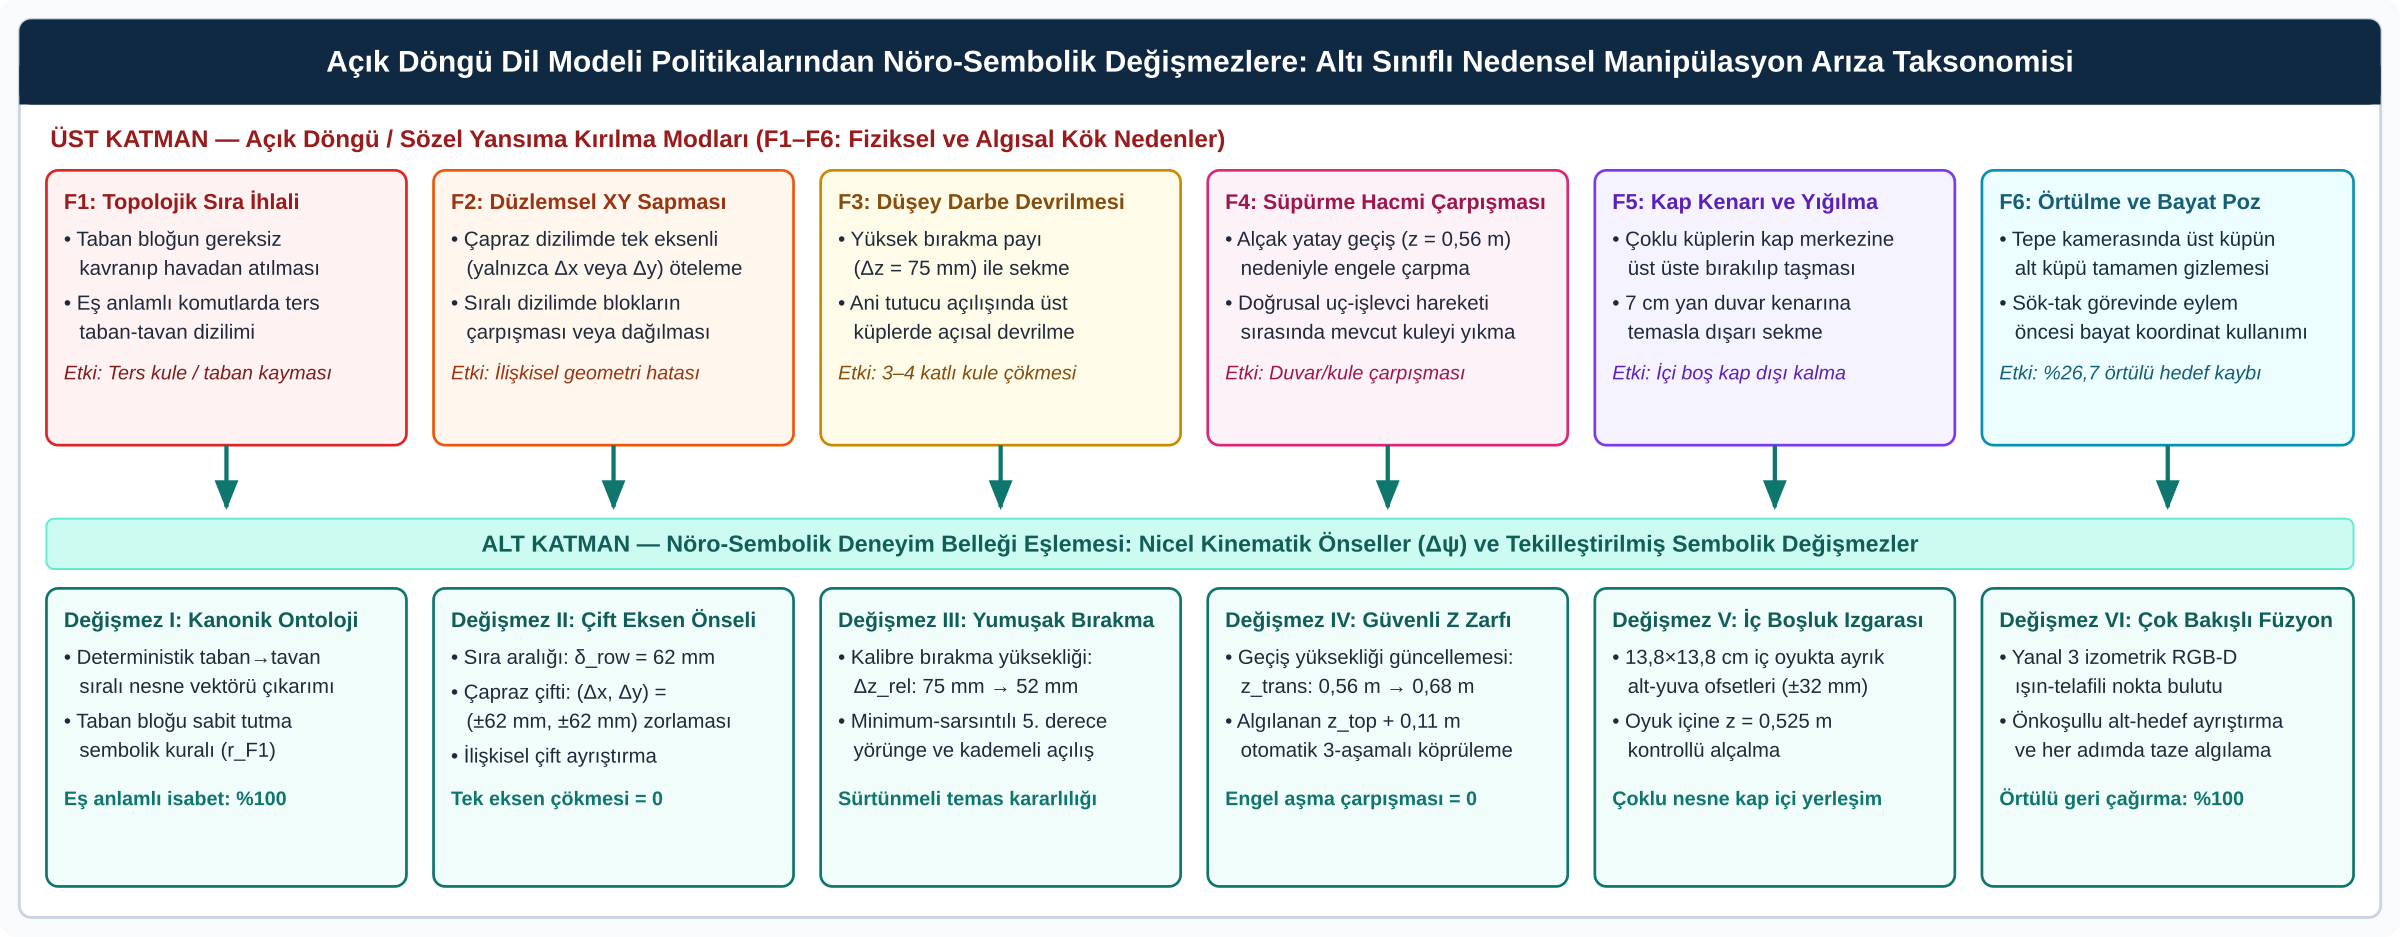 Açık Döngü Dil Modeli Politikalarından Nöro-Sembolik Değişmezlere: Altı Sınıflı Nedensel Manipülasyon Arıza Taksonomisi
ÜST KATMAN — Açık Döngü / Sözel Yansıma Kırılma Modları (F1–F6: Fiziksel ve Algısal Kök Nedenler)
F1: Topolojik Sıra İhlali
• Taban bloğun gereksiz
kavranıp havadan atılması
• Eş anlamlı komutlarda ters
taban-tavan dizilimi
Etki: Ters kule / taban kayması
F2: Düzlemsel XY Sapması
• Çapraz dizilimde tek eksenli
(yalnızca Δx veya Δy) öteleme
• Sıralı dizilimde blokların
çarpışması veya dağılması
Etki: İlişkisel geometri hatası
F3: Düşey Darbe Devrilmesi
• Yüksek bırakma payı
(Δz = 75 mm) ile sekme
• Ani tutucu açılışında üst
küplerde açısal devrilme
Etki: 3–4 katlı kule çökmesi
F4: Süpürme Hacmi Çarpışması
• Alçak yatay geçiş (z = 0,56 m)
nedeniyle engele çarpma
• Doğrusal uç-işlevci hareketi
sırasında mevcut kuleyi yıkma
Etki: Duvar/kule çarpışması
F5: Kap Kenarı ve Yığılma
• Çoklu küplerin kap merkezine
üst üste bırakılıp taşması
• 7 cm yan duvar kenarına
temasla dışarı sekme
Etki: İçi boş kap dışı kalma
F6: Örtülme ve Bayat Poz
• Tepe kamerasında üst küpün
alt küpü tamamen gizlemesi
• Sök-tak görevinde eylem
öncesi bayat koordinat kullanımı
Etki: %26,7 örtülü hedef kaybı
ALT KATMAN — Nöro-Sembolik Deneyim Belleği Eşlemesi: Nicel Kinematik Önseller (Δψ) ve Tekilleştirilmiş Sembolik Değişmezler
Değişmez I: Kanonik Ontoloji
• Deterministik taban→tavan
sıralı nesne vektörü çıkarımı
• Taban bloğu sabit tutma
sembolik kuralı (r_F1)
Eş anlamlı isabet: %100
Değişmez II: Çift Eksen Önseli
• Sıra aralığı: δ_row = 62 mm
• Çapraz çifti: (Δx, Δy) =
(±62 mm, ±62 mm) zorlaması
• İlişkisel çift ayrıştırma
Tek eksen çökmesi = 0
Değişmez III: Yumuşak Bırakma
• Kalibre bırakma yüksekliği:
Δz_rel: 75 mm → 52 mm
• Minimum-sarsıntılı 5. derece
yörünge ve kademeli açılış
Sürtünmeli temas kararlılığı
Değişmez IV: Güvenli Z Zarfı
• Geçiş yüksekliği güncellemesi:
z_trans: 0,56 m → 0,68 m
• Algılanan z_top + 0,11 m
otomatik 3-aşamalı köprüleme
Engel aşma çarpışması = 0
Değişmez V: İç Boşluk Izgarası
• 13,8×13,8 cm iç oyukta ayrık
alt-yuva ofsetleri (±32 mm)
• Oyuk içine z = 0,525 m
kontrollü alçalma
Çoklu nesne kap içi yerleşim
Değişmez VI: Çok Bakışlı Füzyon
• Yanal 3 izometrik RGB-D
ışın-telafili nokta bulutu
• Önkoşullu alt-hedef ayrıştırma
ve her adımda taze algılama
Örtülü geri çağırma: %100